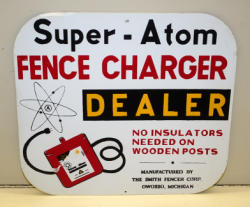 Super - Atom
FENCE CHARGER
DEALER
NO INSULATORS
NEEDED ON
WOODEN POSTS
MANUFACTURED BY
THE SMITH FENCER CORP.
OWOSSO, MICHIGAN